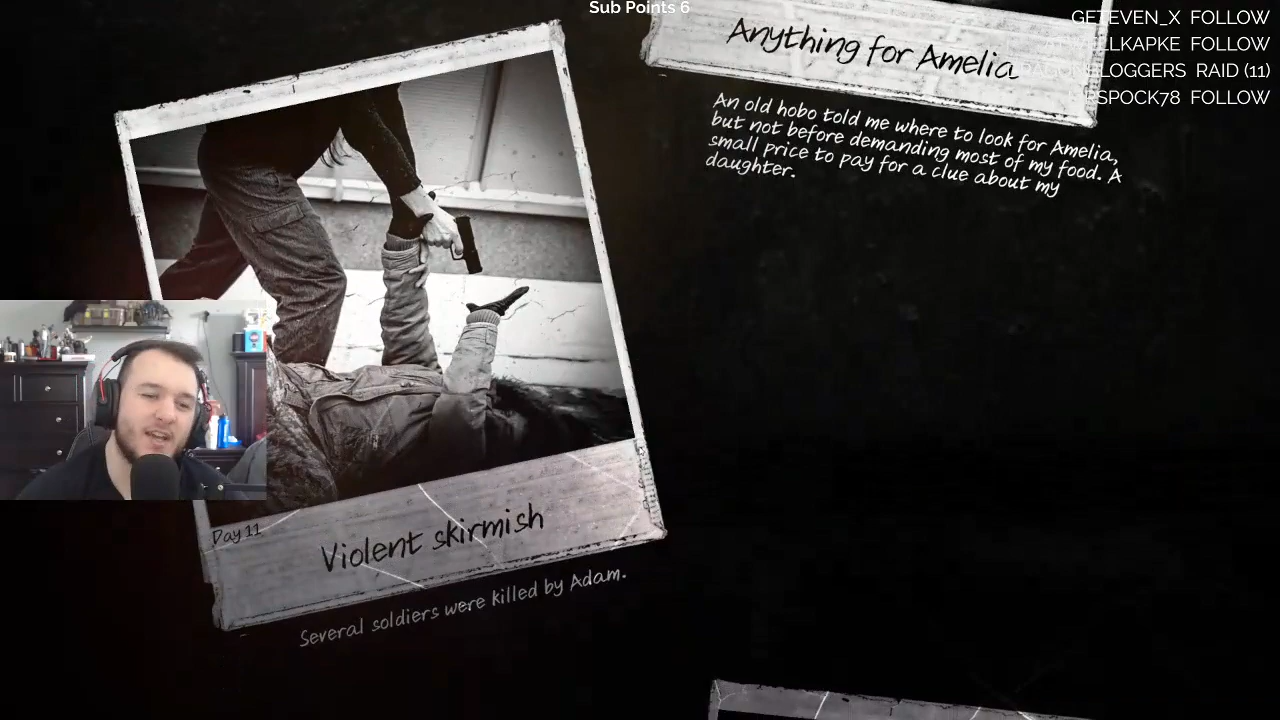 Sub Points 6
GETEVEN_X FOLLOW
FOLLOW
RAID (11)
FOLLOW
Anything for Amelia
An old hobo told me where to look for Amelia,
but not before demanding most of my food. A
small price to pay for a clue about my
daughter.
Day 11
Violent skirmish
Several soldiers were killed by Adam.